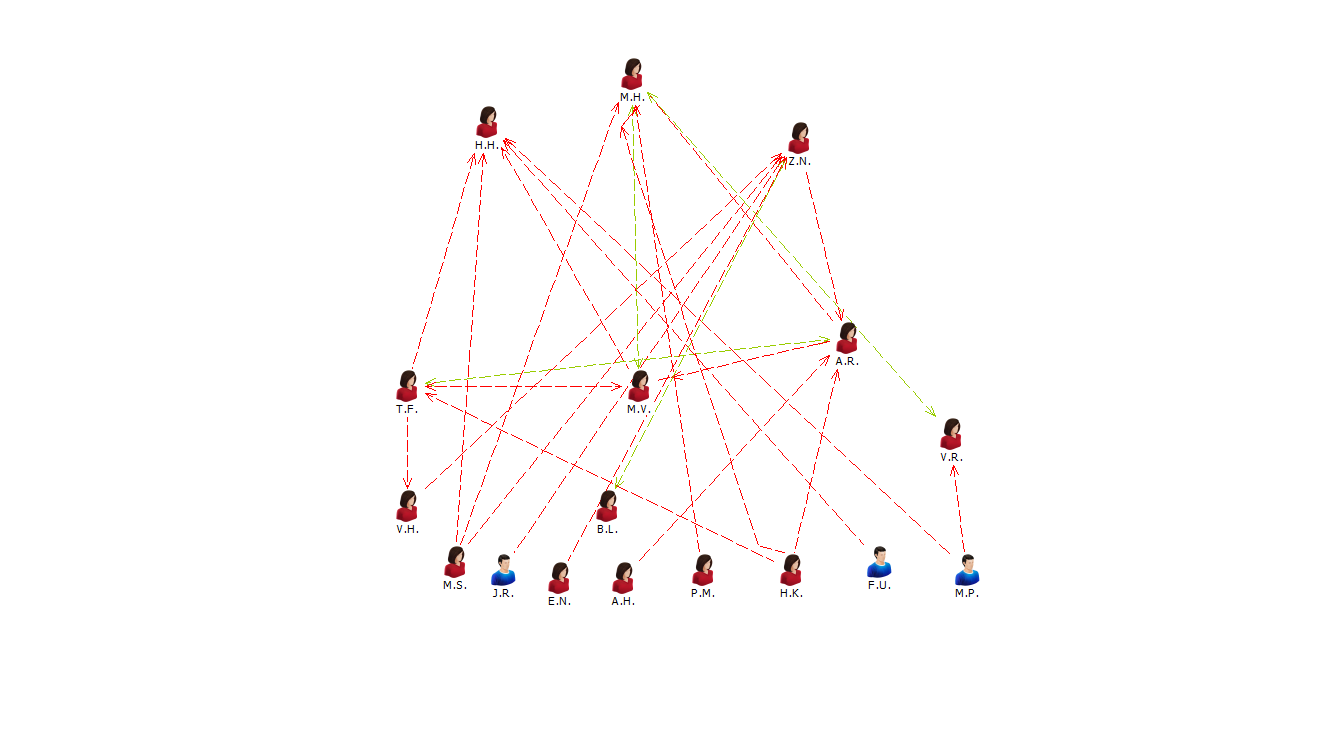 M.H.
H.H.
Z.N.
A.R.
T.F.
M.V.
V.R.
V.H.
B.L.
M.S.
J.R.
E.N.
A.H.
P.M.
H.K.
F.U.
M.P.